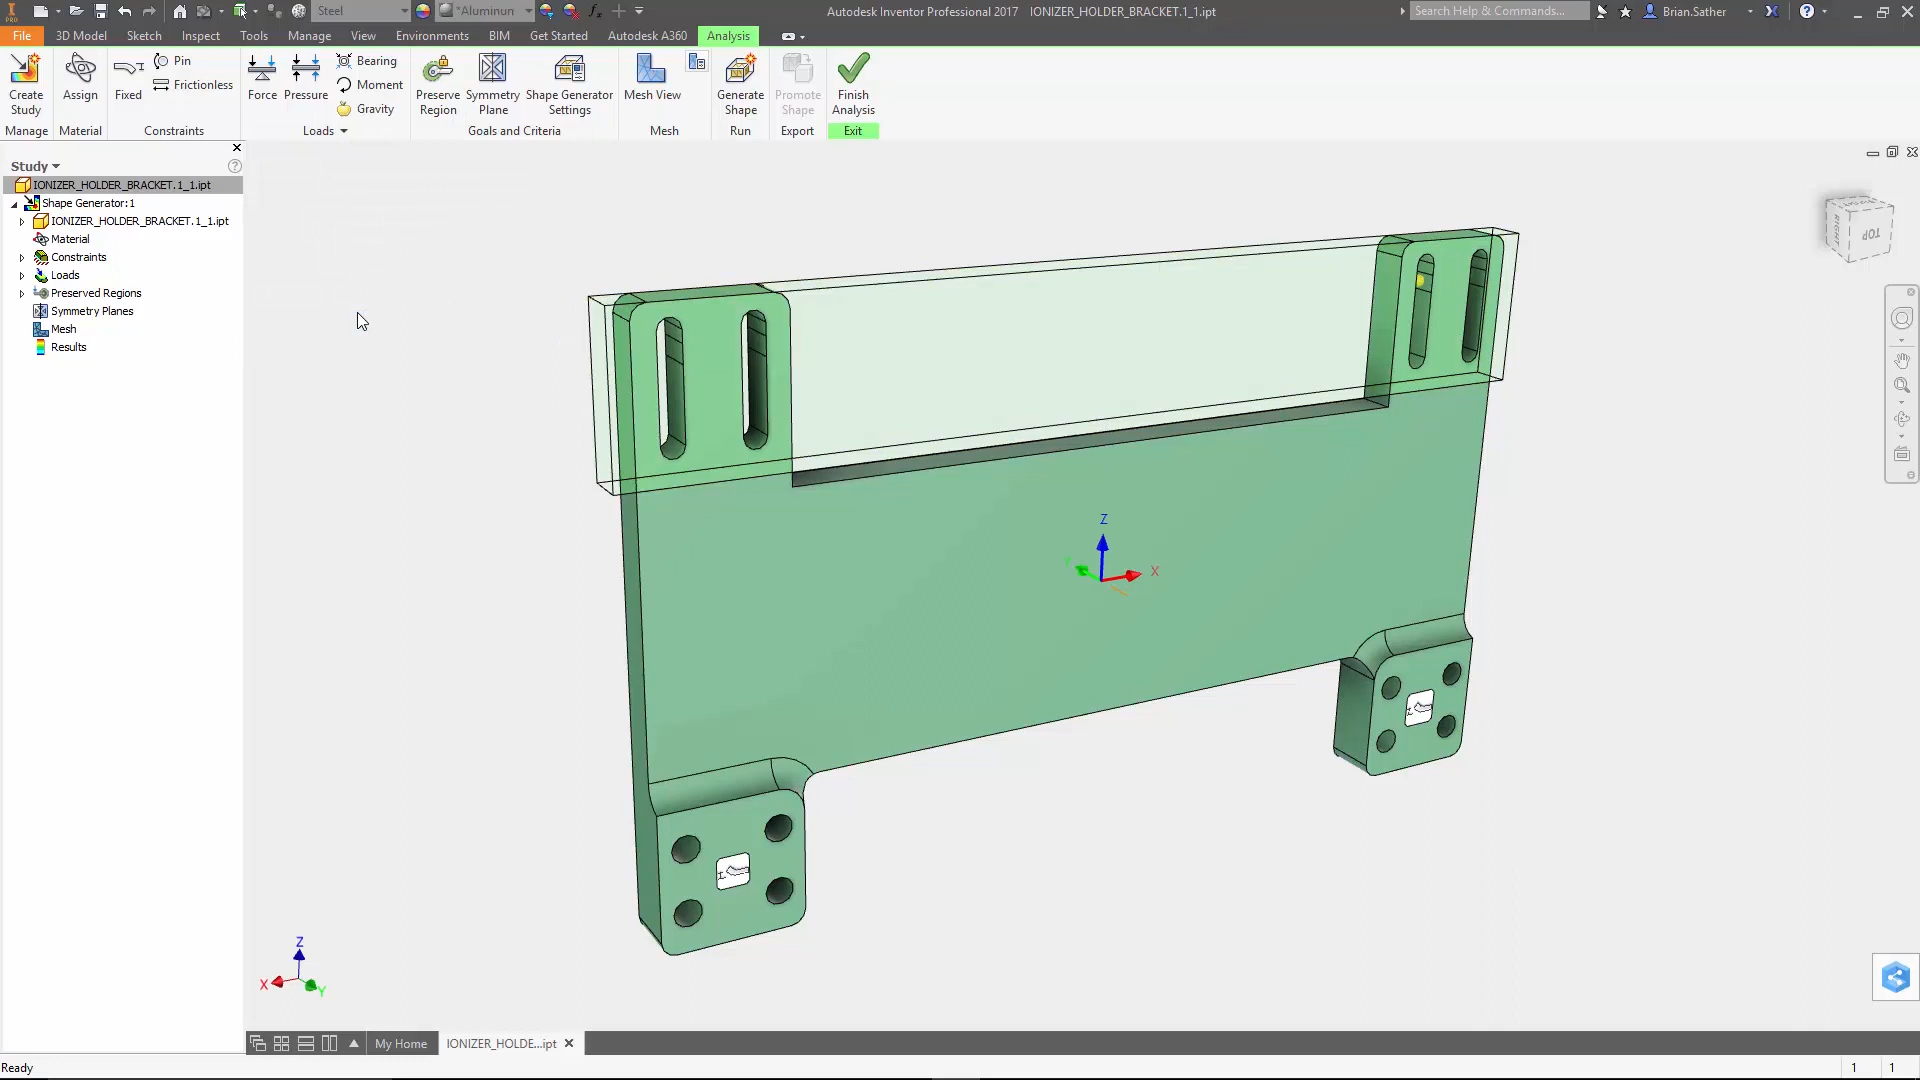 PRO
Steel
*Aluminun
Autodesk Inventor Professional 2017 IONIZER_HOLDER_BRACKET.1_1.ipt
Search Help & Commands...
Brian.Sather
File 3D Model Sketch Inspect Tools Manage View Environments BIM Get Started Autodesk A360 Analysis
Create Study
Assign
Fixed
Pin
Frictionless
Force
Pressure
Bearing
Moment
Gravity
Preserve Region
Symmetry Plane
Shape Generator Settings
Mesh View
Generate Shape
Promote Shape
Finish Analysis
Manage Material Constraints Loads Goals and Criteria Mesh Run Export Exit
Study
IONIZER_HOLDER_BRACKET.1_1.ipt
Shape Generator:1
IONIZER_HOLDER_BRACKET.1_1.ipt
Material
Constraints
Loads
Preserved Regions
Symmetry Planes
Mesh
Results
RIGHT
TOP
Z
Y
X
Z
X
Y
My Home
IONIZER_HOLDE...ipt
Ready
1 1